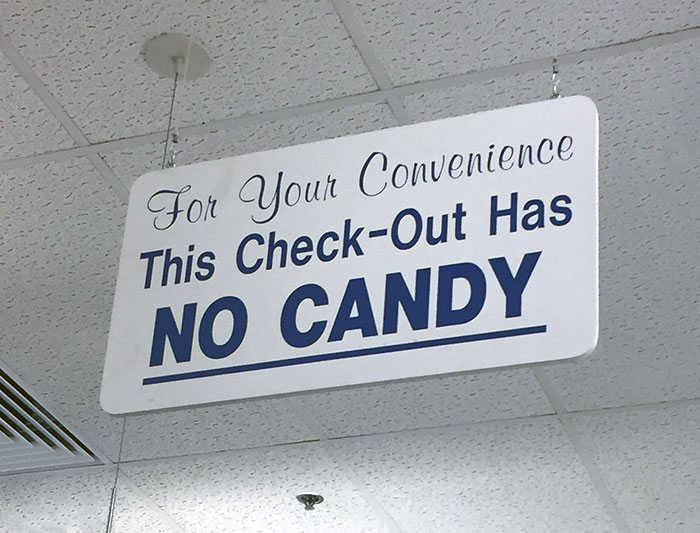 For Your Convenience
This Check-Out Has
NO CANDY